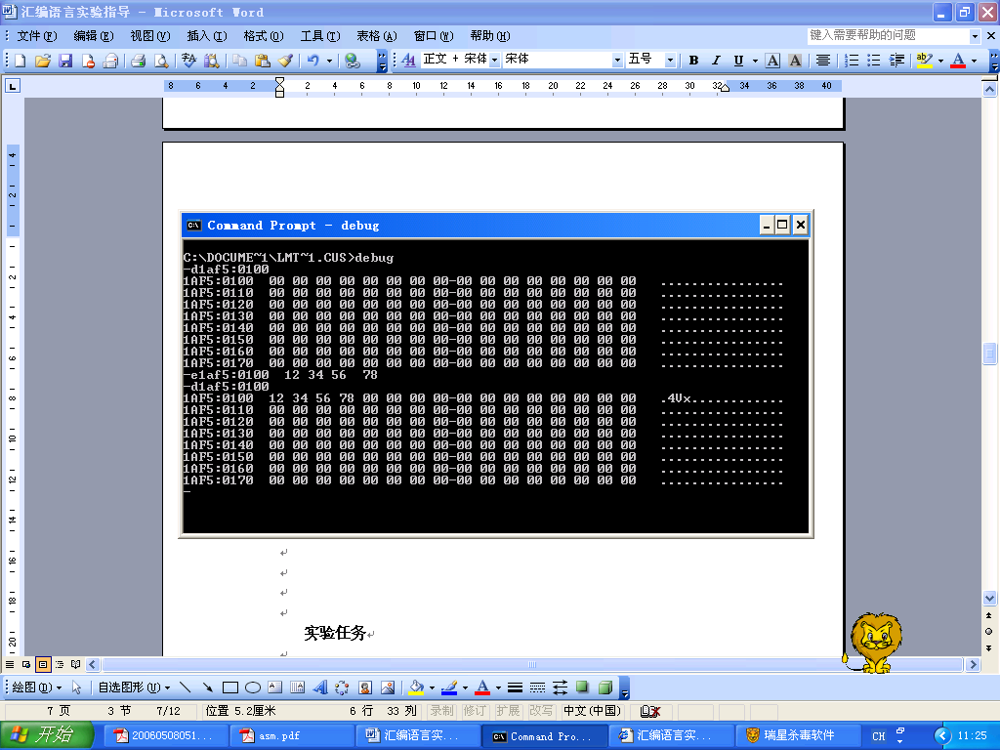 汇编语言实验指导 - Microsoft Word
文件(F) 编辑(E) 视图(V) 插入(I) 格式(O) 工具(T) 表格(A) 窗口(W) 帮助(H) 键入需要帮助的问题
正文 + 宋体 宋体 五号 B I U A A ab A
8 6 4 2 2 4 6 8 10 12 14 16 18 20 22 24 26 28 30 32 34 36 38 40
4 2 2 4 6 8 10 12 14 16 18 20
Command Prompt - debug
C:\DOCUME~1\LMT~1.CUS>debug
-d1af5:0100
1AF5:0100  00 00 00 00 00 00 00 00-00 00 00 00 00 00 00 00   ................
1AF5:0110  00 00 00 00 00 00 00 00-00 00 00 00 00 00 00 00   ................
1AF5:0120  00 00 00 00 00 00 00 00-00 00 00 00 00 00 00 00   ................
1AF5:0130  00 00 00 00 00 00 00 00-00 00 00 00 00 00 00 00   ................
1AF5:0140  00 00 00 00 00 00 00 00-00 00 00 00 00 00 00 00   ................
1AF5:0150  00 00 00 00 00 00 00 00-00 00 00 00 00 00 00 00   ................
1AF5:0160  00 00 00 00 00 00 00 00-00 00 00 00 00 00 00 00   ................
1AF5:0170  00 00 00 00 00 00 00 00-00 00 00 00 00 00 00 00   ................
-e1af5:0100  12 34 56  78
-d1af5:0100
1AF5:0100  12 34 56 78 00 00 00 00-00 00 00 00 00 00 00 00   .4Vx............
1AF5:0110  00 00 00 00 00 00 00 00-00 00 00 00 00 00 00 00   ................
1AF5:0120  00 00 00 00 00 00 00 00-00 00 00 00 00 00 00 00   ................
1AF5:0130  00 00 00 00 00 00 00 00-00 00 00 00 00 00 00 00   ................
1AF5:0140  00 00 00 00 00 00 00 00-00 00 00 00 00 00 00 00   ................
1AF5:0150  00 00 00 00 00 00 00 00-00 00 00 00 00 00 00 00   ................
1AF5:0160  00 00 00 00 00 00 00 00-00 00 00 00 00 00 00 00   ................
1AF5:0170  00 00 00 00 00 00 00 00-00 00 00 00 00 00 00 00   ................
-
实验任务
绘图(D) 自选图形(U)
7 页 3 节 7/12 位置 5.2厘米 6 行 33 列 录制 修订 扩展 改写 中文(中国)
开始 20060508051... asm.pdf 汇编语言实... Command Pro... 汇编语言实... 瑞星杀毒软件 CH 11:25